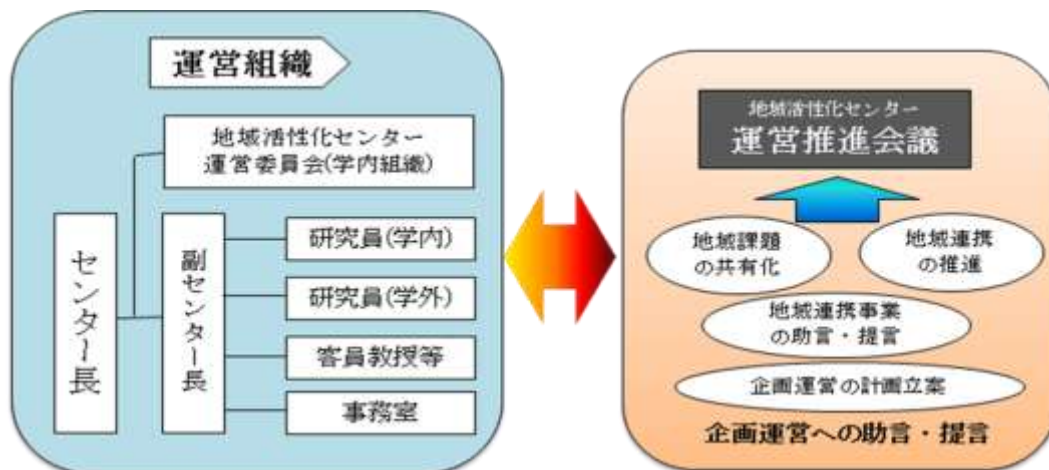 運営組織
地域活性化センター
運営委員会(学内組織)
センター長
副センター長
研究員(学内)
研究員(学外)
客員教授等
事務室
地域活性化センター
運営推進会議
地域課題
の共有化
地域連携
の推進
地域連携事業
の助言・提言
企画運営の計画立案
企画運営への助言・提言